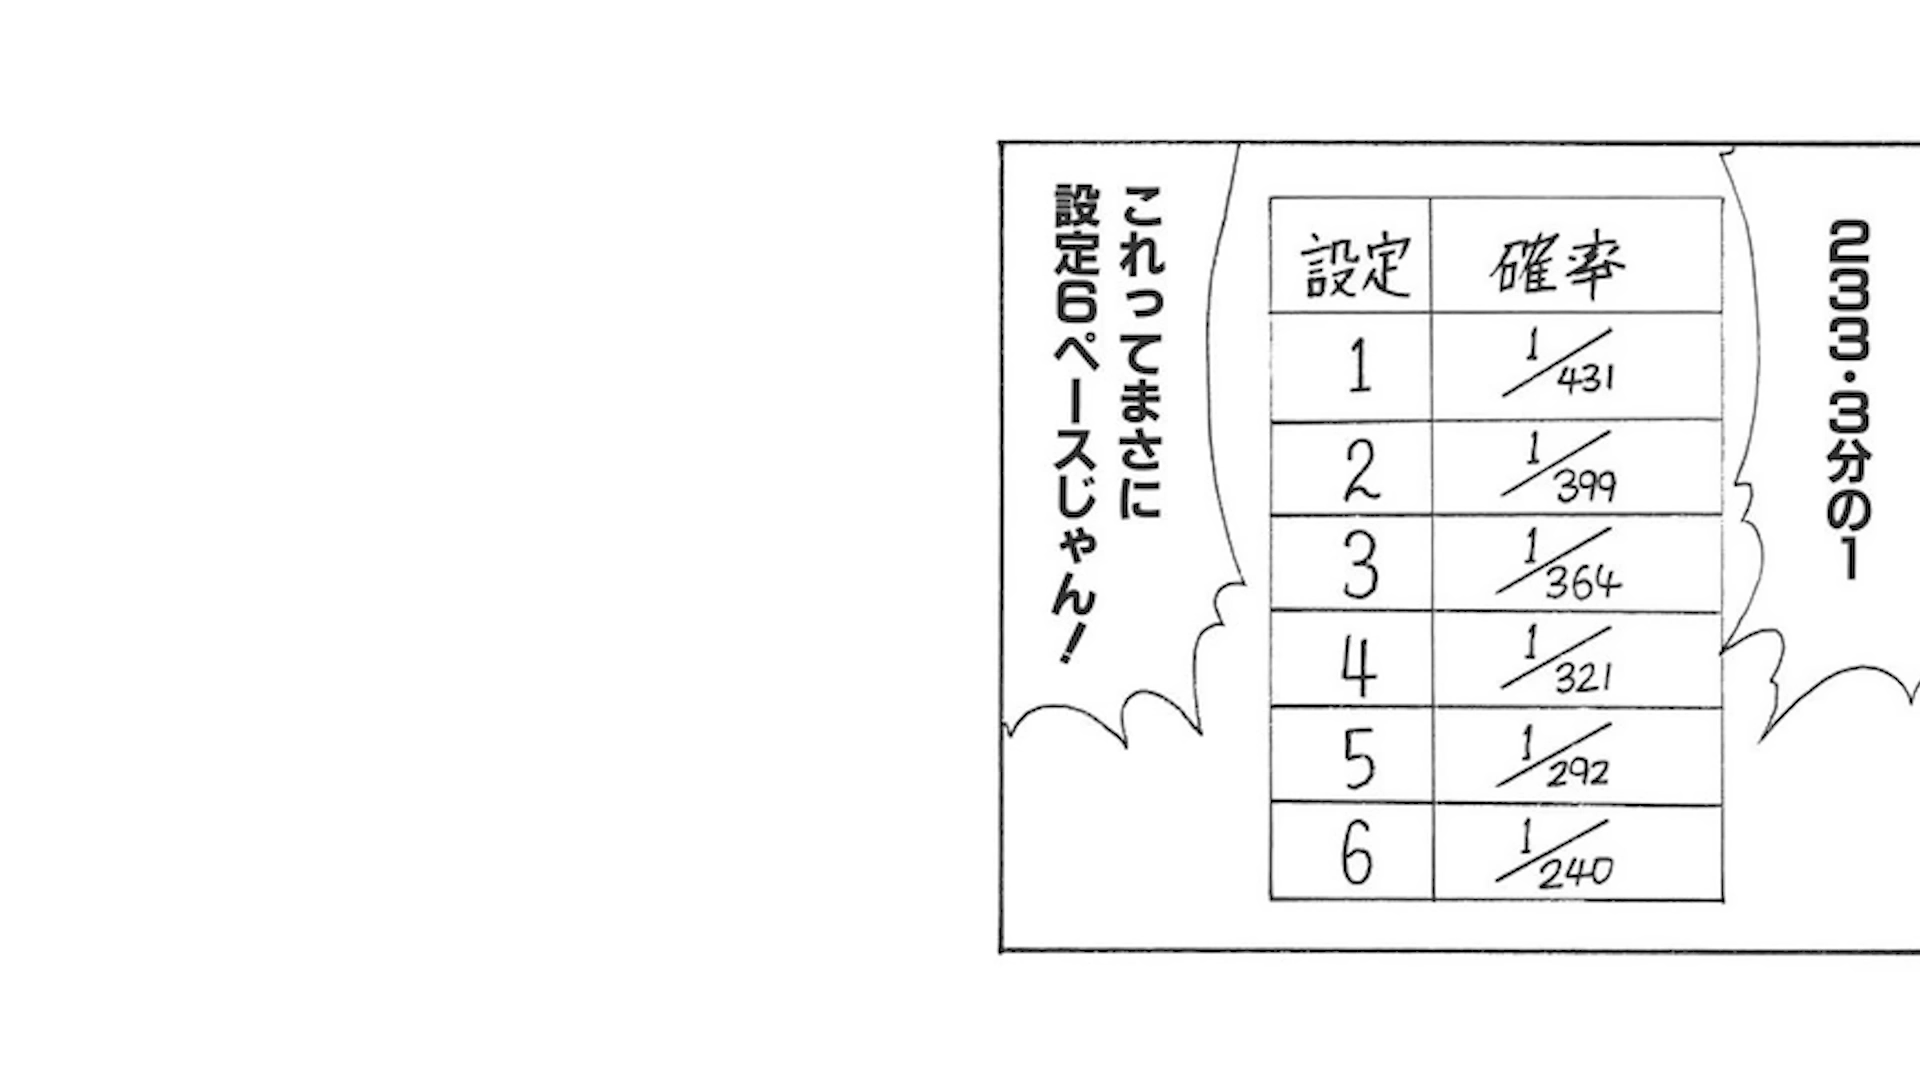 233・3分の1
設定 確率
1 1/431
2 1/399
3 1/364
4 1/321
5 1/292
6 1/240
これってまさに
設定6ペースじゃん!